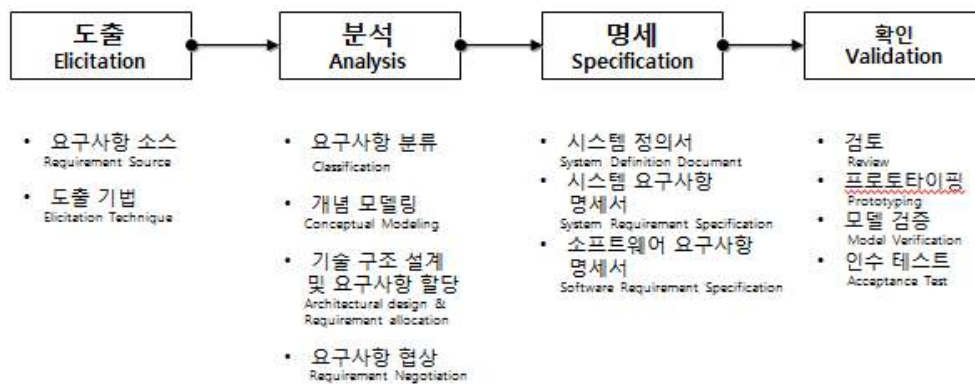 도출
Elicitation
분석
Analysis
명세
Specification
확인
Validation
• 요구사항 소스
Requirement Source
• 도출 기법
Elicitation Technique
• 요구사항 분류
Classification
• 개념 모델링
Conceptual Modeling
• 기술 구조 설계
및 요구사항 할당
Architectural design &
Requirement allocation
• 요구사항 협상
Requirement Negotiation
• 시스템 정의서
System Definition Document
• 시스템 요구사항
명세서
System Requirement Specification
• 소프트웨어 요구사항
명세서
Software Requirement Specification
• 검토
Review
• 프로토타이핑
Prototyping
• 모델 검증
Model Verification
• 인수 테스트
Acceptance Test